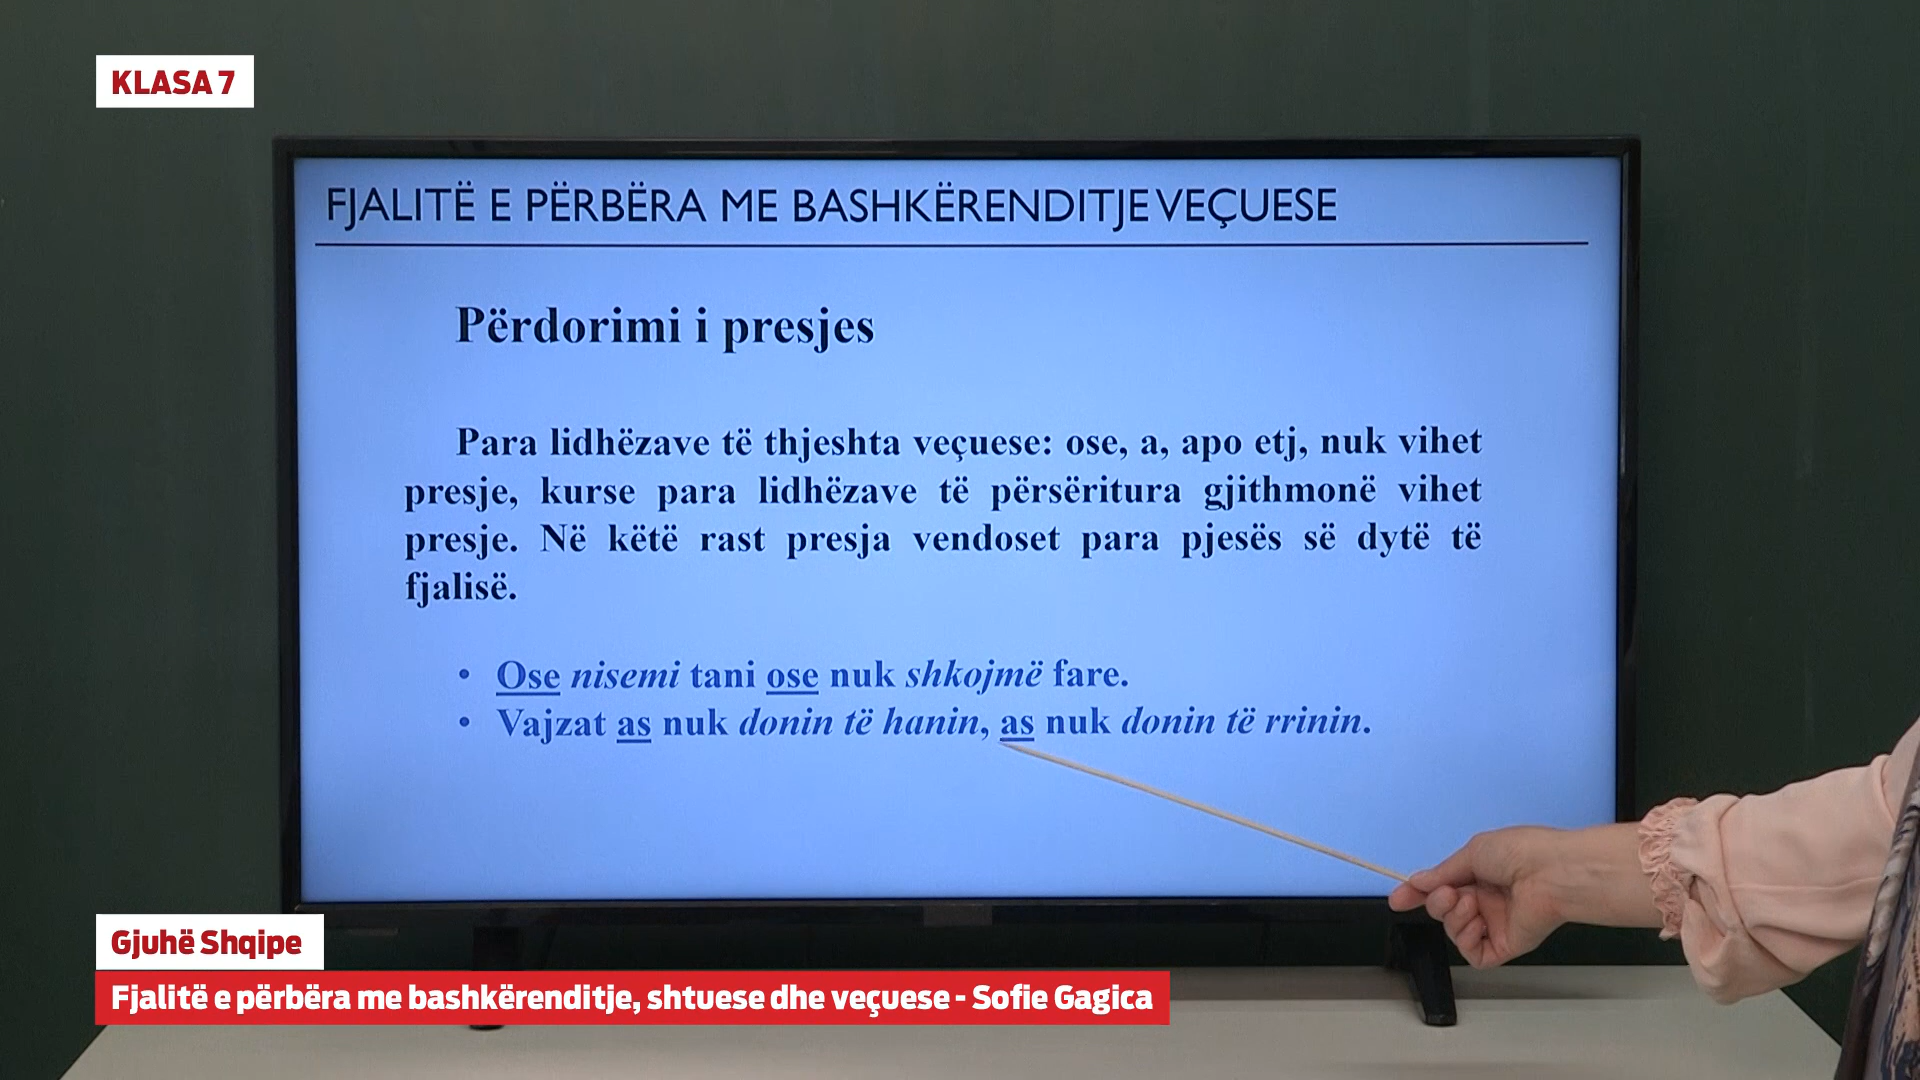 KLASA 7
FJALITË E PËRBËRA ME BASHKËRENDITJE VEÇUESE
Përdorimi i presjes
Para lidhëzave të thjeshta veçuese: ose, a, apo etj, nuk vihet
presje, kurse para lidhëzave të përsëritura gjithmonë vihet
presje. Në këtë rast presja vendoset para pjesës së dytë të
fjalisë.
• Ose nisemi tani ose nuk shkojmë fare.
• Vajzat as nuk donin të hanin, as nuk donin të rrinin.
Gjuhë Shqipe
Fjalitë e përbëra me bashkërenditje, shtuese dhe veçuese - Sofie Gagica